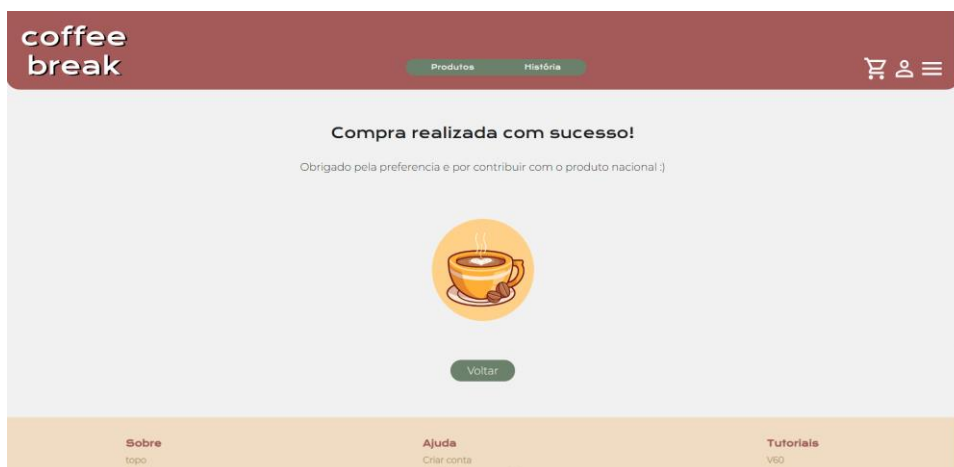 coffee
break
Produtos História
Compra realizada com sucesso!
Obrigado pela preferencia e por contribuir com o produto nacional :)
Voltar
Sobre Ajuda Tutoriais
topo Criar conta V60